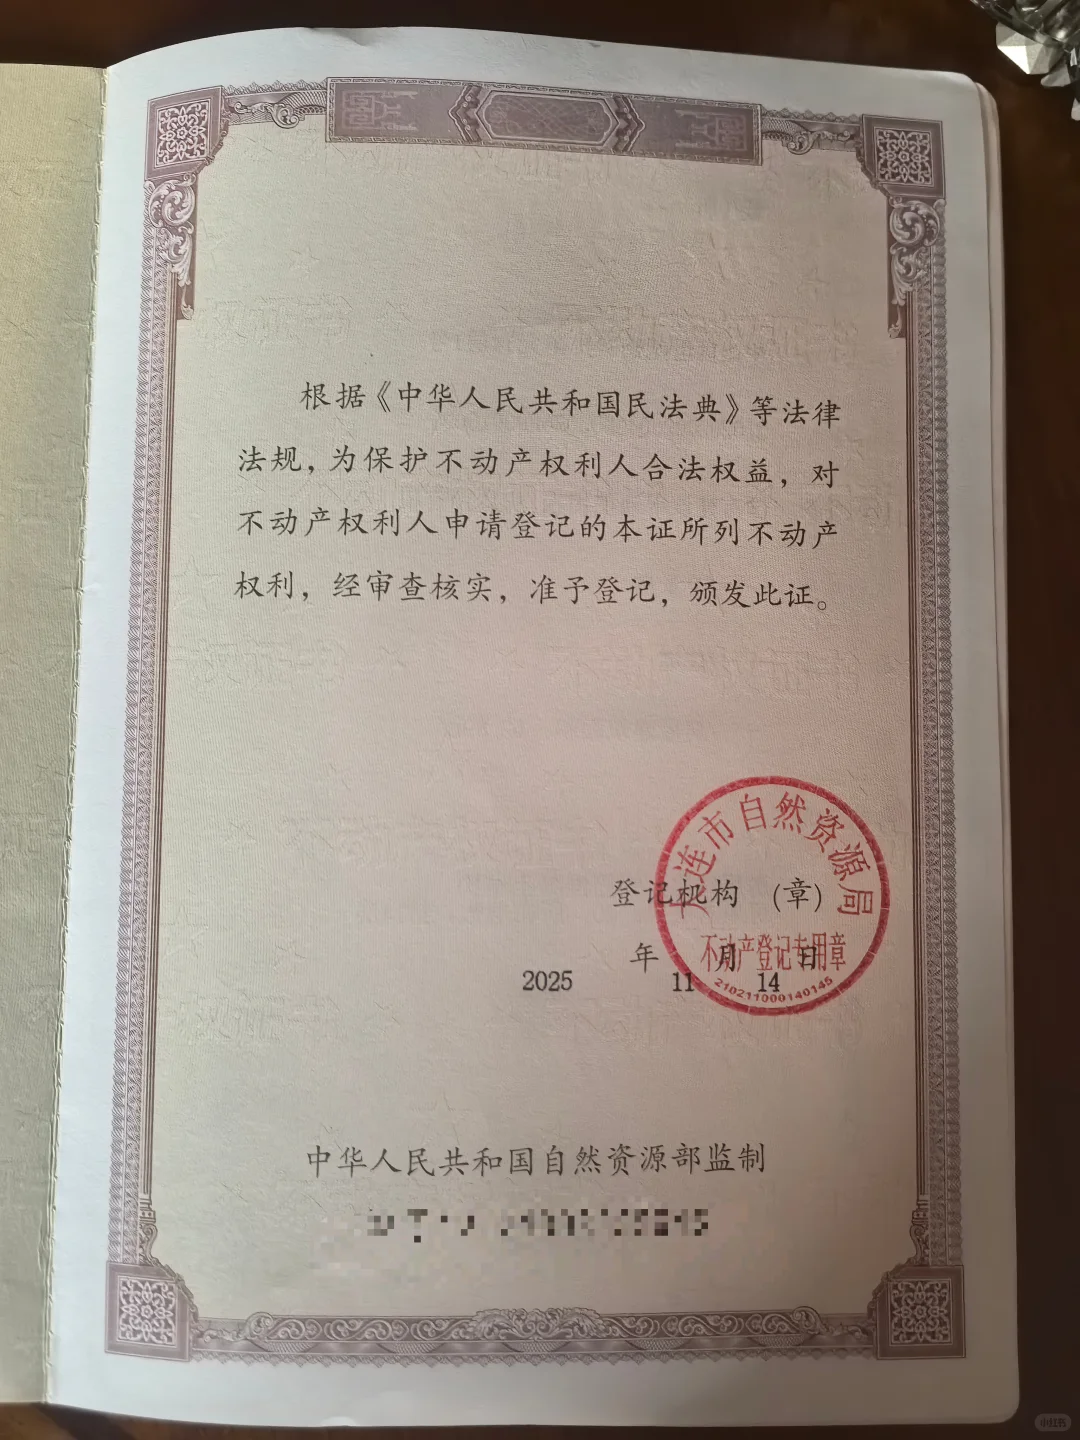 根据《中华人民共和国民法典》等法律
法规，为保护不动产权利人合法权益，对
不动产权利人申请登记的本证所列不动产
权利，经审查核实，准予登记，颁发此证。
大连市自然资源局
登记机构 (章)
不动产登记专用章
年 月 日
2025 11 14
210211000140145
中华人民共和国自然资源部监制
小红书